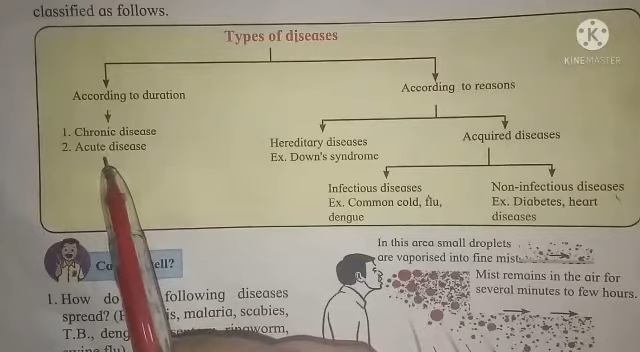 classified as follows.
Types of diseases
According to duration
1. Chronic disease
2. Acute disease
According to reasons
Hereditary diseases
Ex. Down's syndrome
Acquired diseases
Infectious diseases
Ex. Common cold, flu,
dengue
Non-infectious diseases
Ex. Diabetes, heart
diseases
KINEMASTER
In this area small droplets
are vaporised into fine mist.
Mist remains in the air for
several minutes to few hours.
1. How do following diseases
spread? malaria, scabies,
T.B., ringworm,